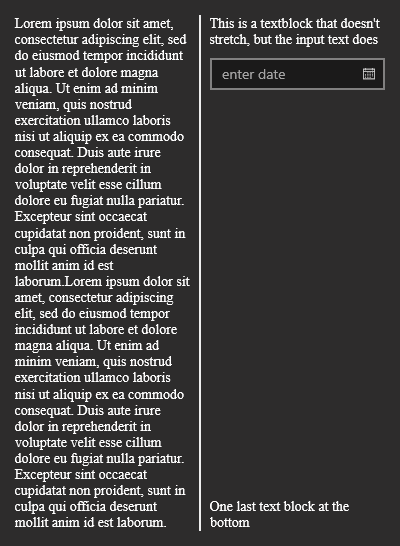 Lorem ipsum dolor sit amet,
consectetur adipiscing elit, sed
do eiusmod tempor incididunt
ut labore et dolore magna
aliqua. Ut enim ad minim
veniam, quis nostrud
exercitation ullamco laboris
nisi ut aliquip ex ea commodo
consequat. Duis aute irure
dolor in reprehenderit in
voluptate velit esse cillum
dolore eu fugiat nulla pariatur.
Excepteur sint occaecat
cupidatat non proident, sunt in
culpa qui officia deserunt
mollit anim id est
laborum.Lorem ipsum dolor sit
amet, consectetur adipiscing
elit, sed do eiusmod tempor
incididunt ut labore et dolore
magna aliqua. Ut enim ad
minim veniam, quis nostrud
exercitation ullamco laboris
nisi ut aliquip ex ea commodo
consequat. Duis aute irure
dolor in reprehenderit in
voluptate velit esse cillum
dolore eu fugiat nulla pariatur.
Excepteur sint occaecat
cupidatat non proident, sunt in
culpa qui officia deserunt
mollit anim id est laborum.
This is a textblock that doesn't
stretch, but the input text does
enter date
One last text block at the
bottom